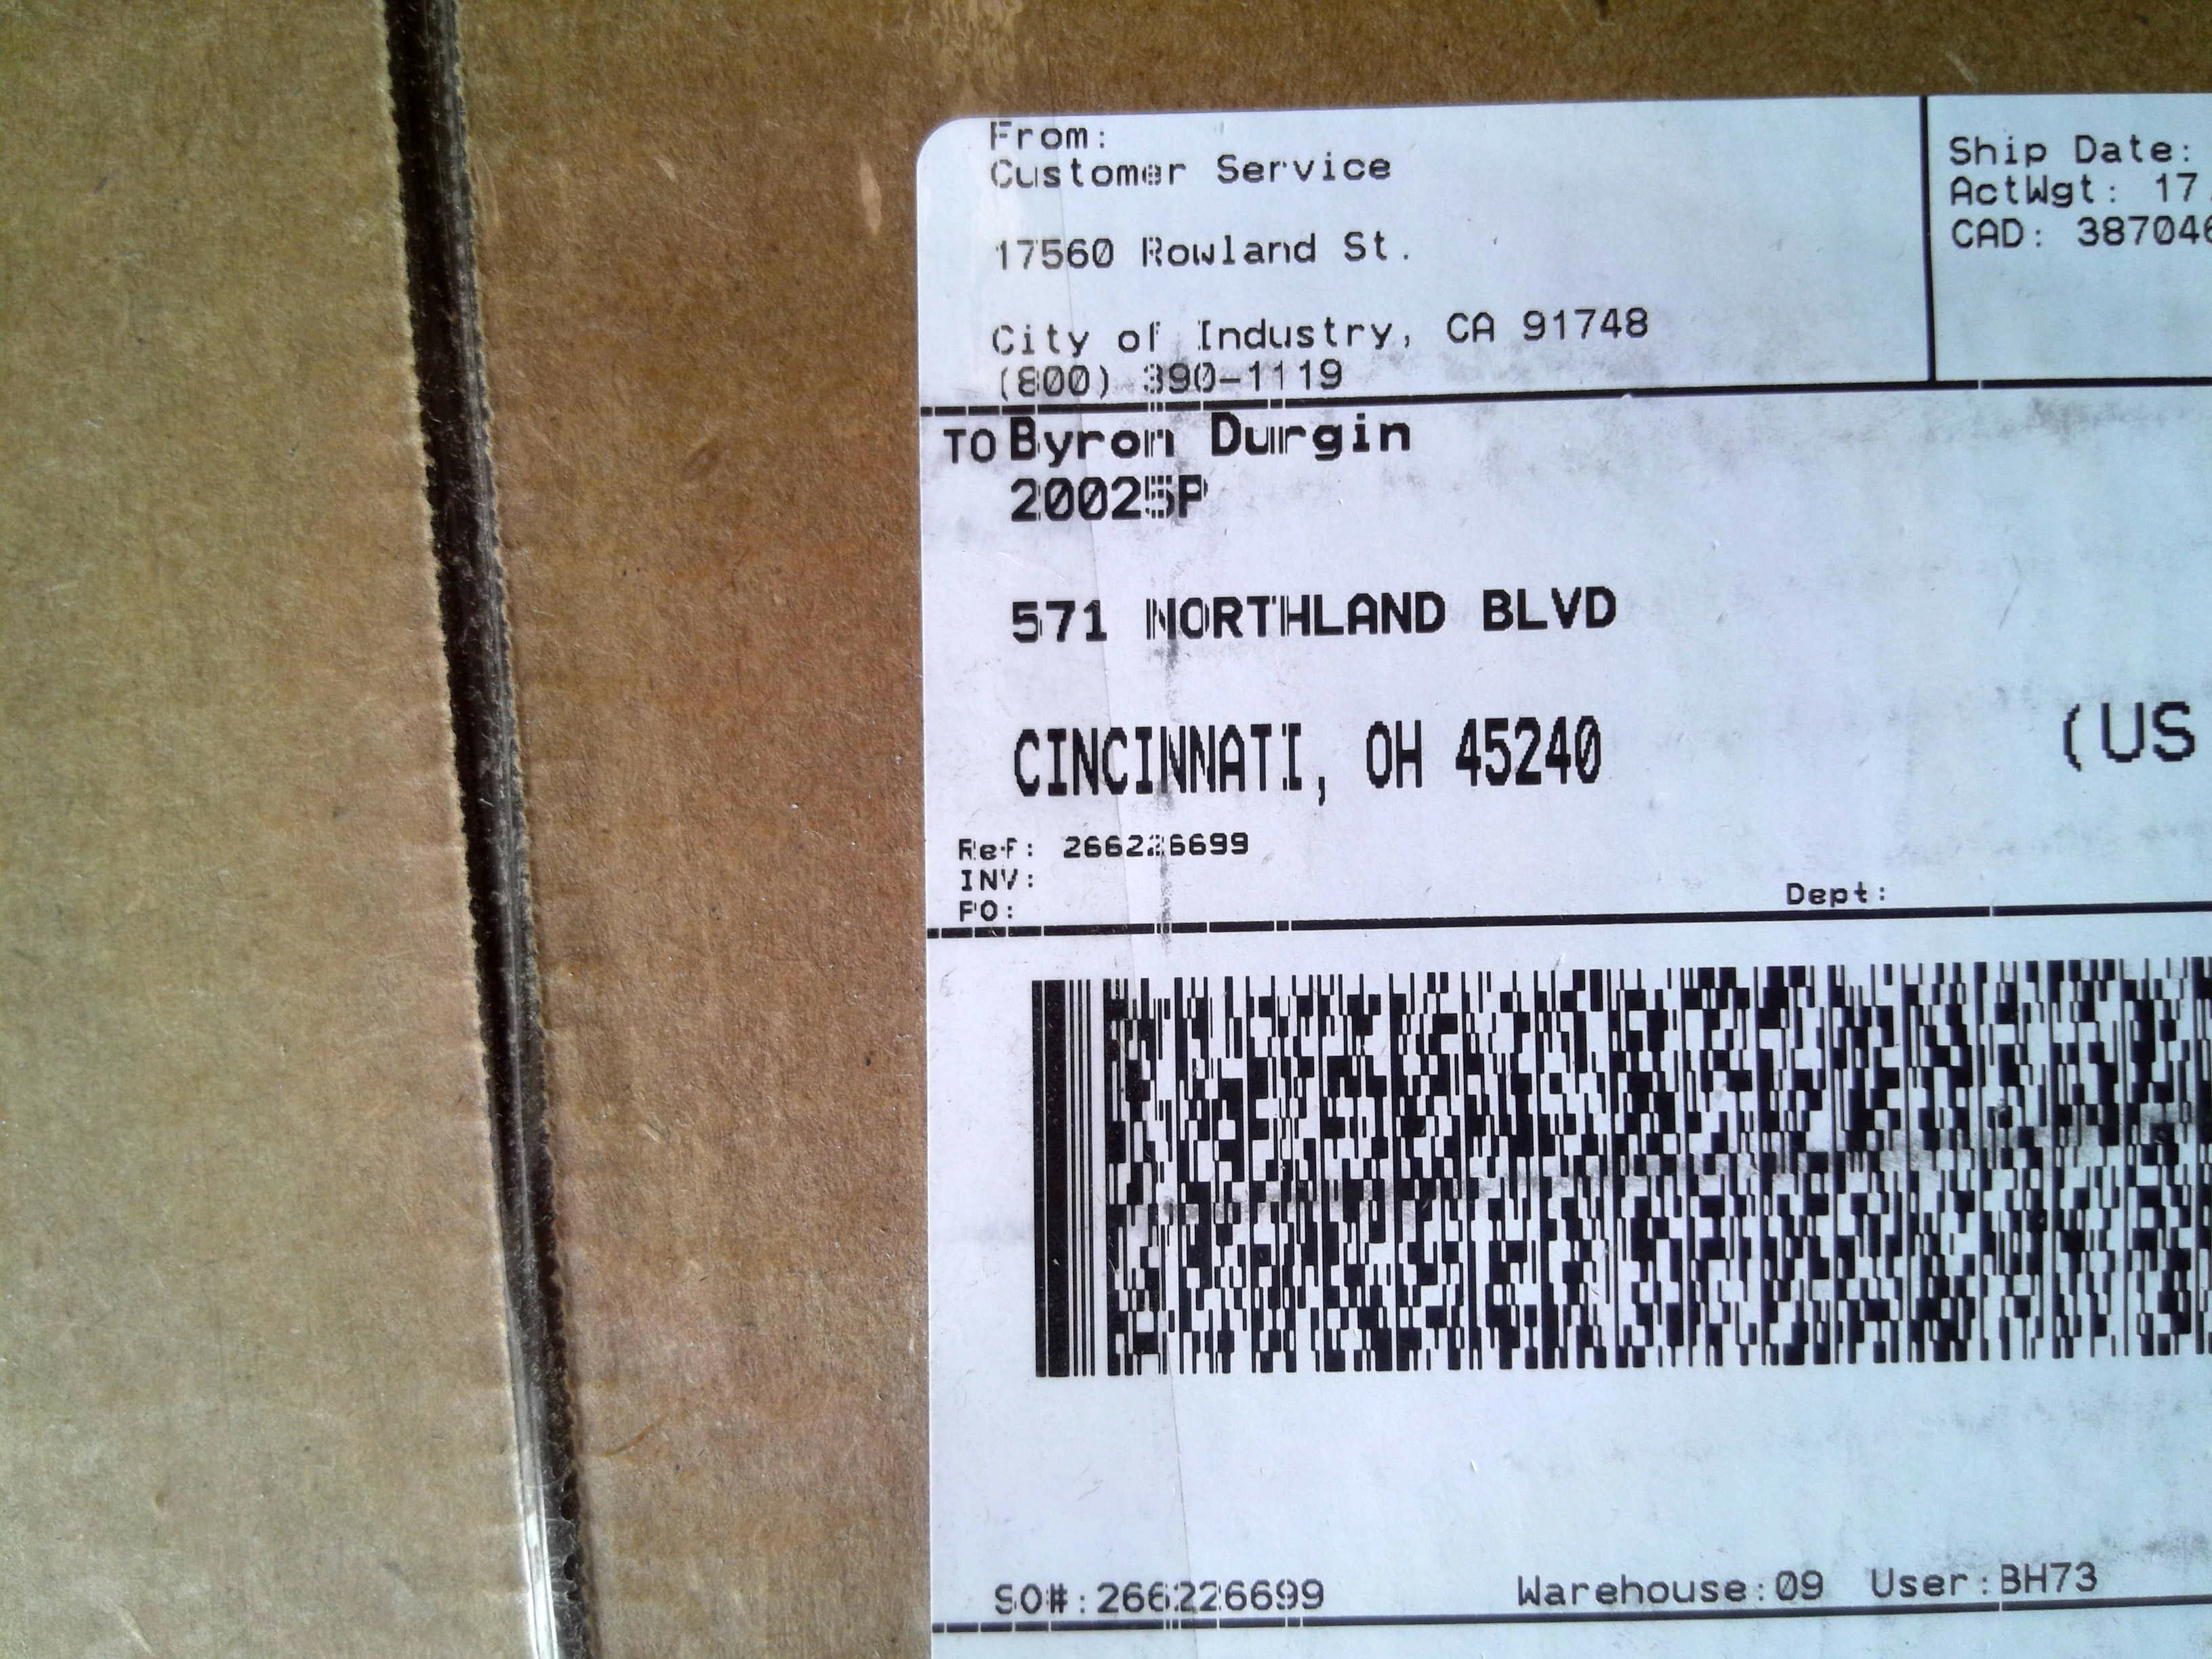 From:
Customer Service
17560 Rowland St.
City of Industry, CA 91748
(800) 390-1119
Ship Date:
ActWgt: 17
CAD: 387046
TO Byron Durgin
20025P
571 NORTHLAND BLVD
CINCINNATI, OH 45240
(US
Ref: 266226699
INV:
PO:
Dept:
SO#:266226699 Warehouse:09 User:BH73